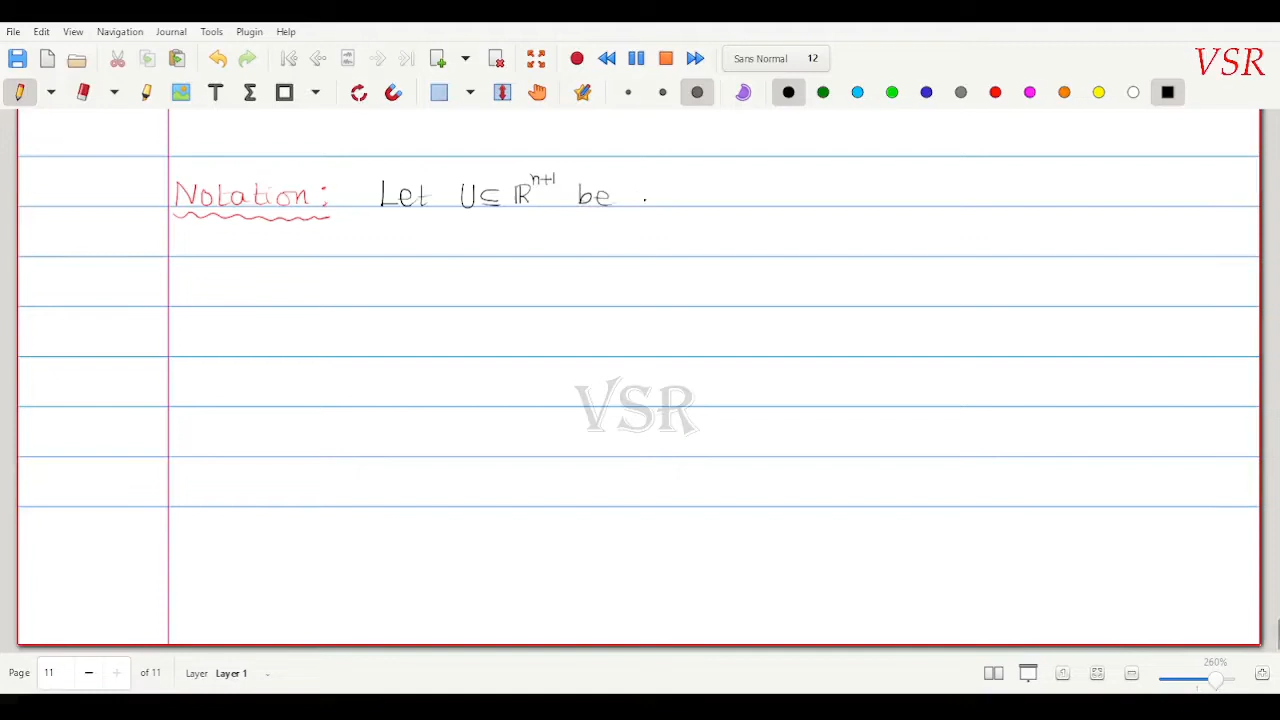 File Edit View Navigation Journal Tools Plugin Help
Sans Normal 12
VSR
Notation: Let U ⊆ ℝⁿ⁺¹ be .
VSR
Page 11 of 11 Layer Layer 1 260%
1